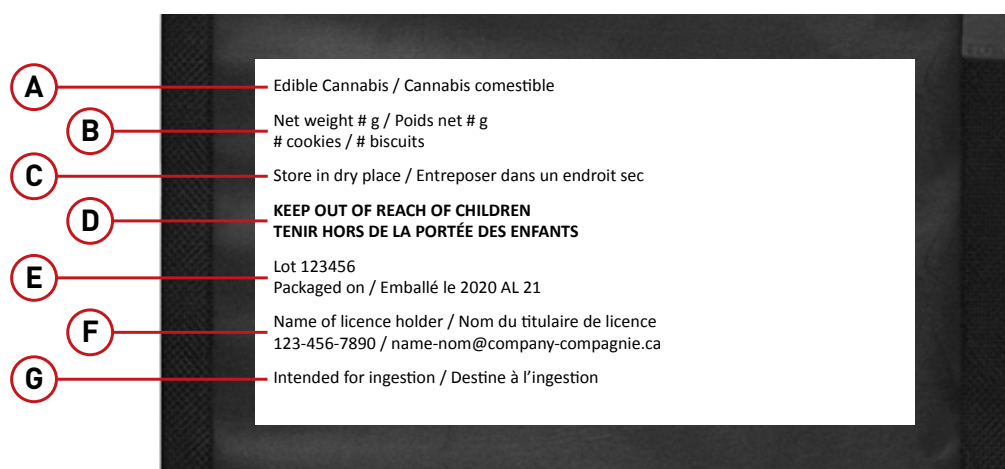 A
Edible Cannabis / Cannabis comestible
B
Net weight # g / Poids net # g
# cookies / # biscuits
C
Store in dry place / Entreposer dans un endroit sec
D
KEEP OUT OF REACH OF CHILDREN
TENIR HORS DE LA PORTÉE DES ENFANTS
E
Lot 123456
Packaged on / Emballé le 2020 AL 21
F
Name of licence holder / Nom du titulaire de licence
123-456-7890 / name-nom@company-compagnie.ca
G
Intended for ingestion / Destine à l’ingestion